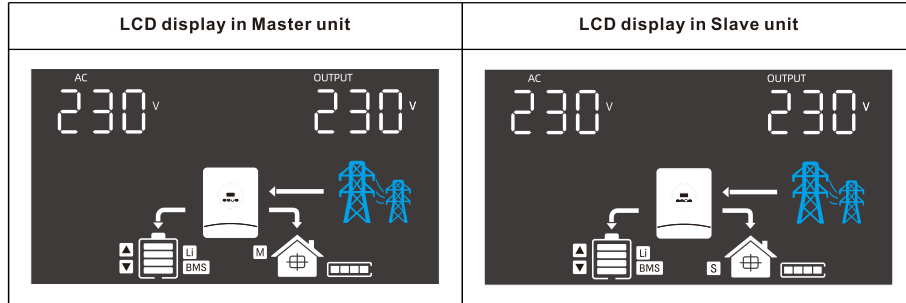 LCD display in Master unit
LCD display in Slave unit
AC
OUTPUT
230 V
230 V
Li
BMS
M
AC
OUTPUT
230 V
230 V
Li
BMS
S